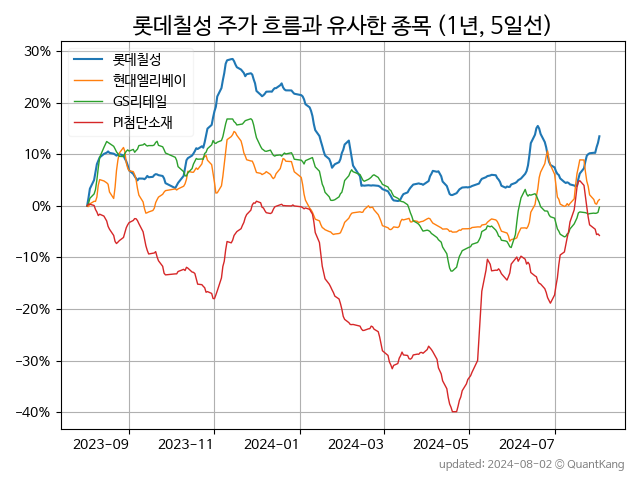 롯데칠성 주가 흐름과 유사한 종목 (1년, 5일선)
30%
20%
10%
0%
−10%
−20%
−30%
−40%
롯데칠성
현대엘리베이
GS리테일
PI첨단소재
2023−09
2023−11
2024−01
2024−03
2024−05
2024−07
updated: 2024-08-02 © QuantKang